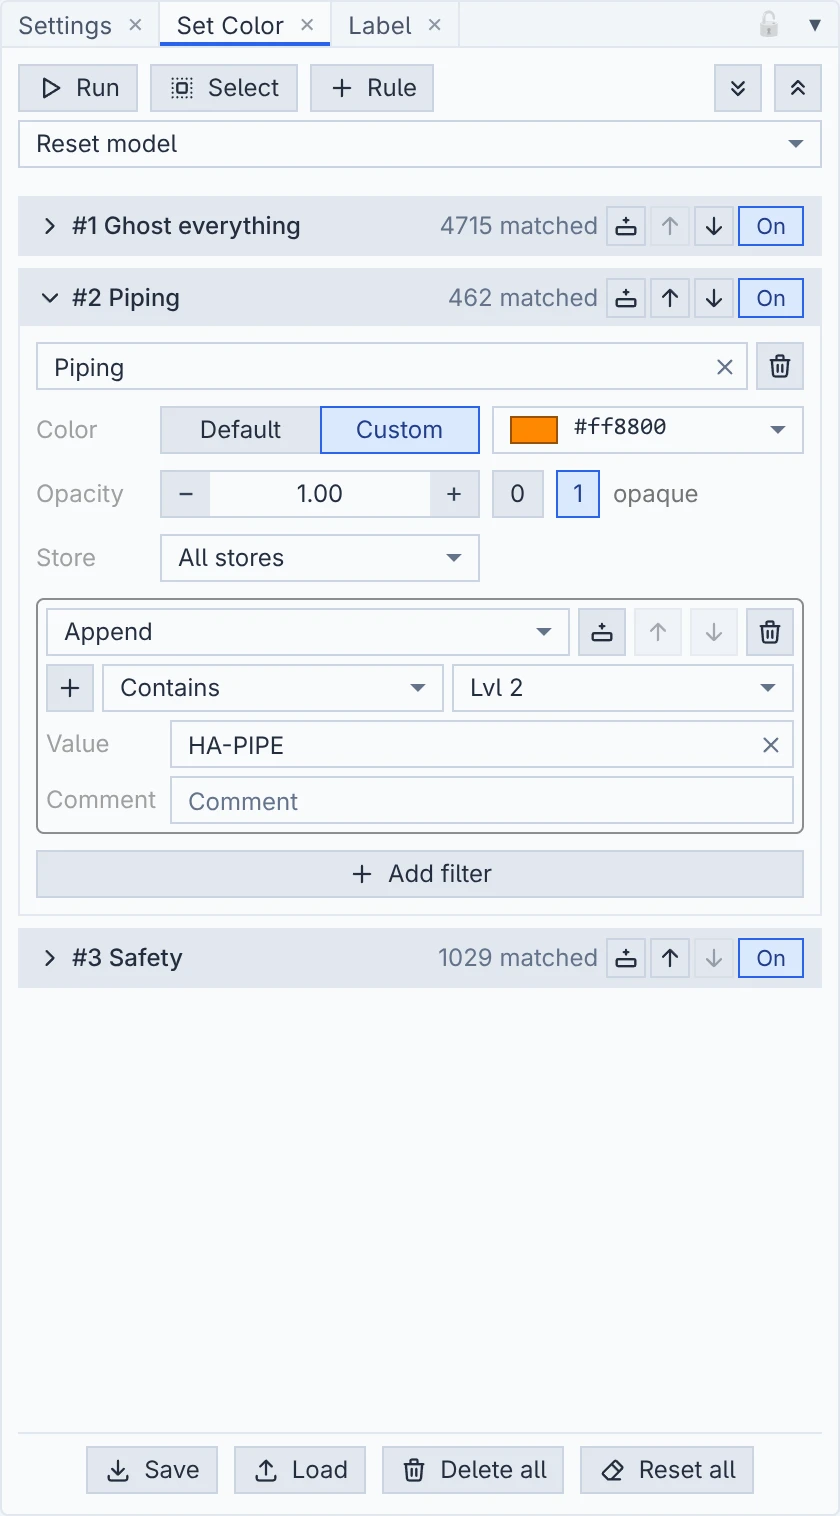 Settings Set Color Label
Run Select Rule
Reset model
#1 Ghost everything 4715 matched On
#2 Piping 462 matched On
Piping
Color Default Custom #ff8800
Opacity − 1.00 + 0 1 opaque
Store All stores
Append
Contains Lvl 2
Value HA-PIPE
Comment Comment
Add filter
#3 Safety 1029 matched On
Save Load Delete all Reset all